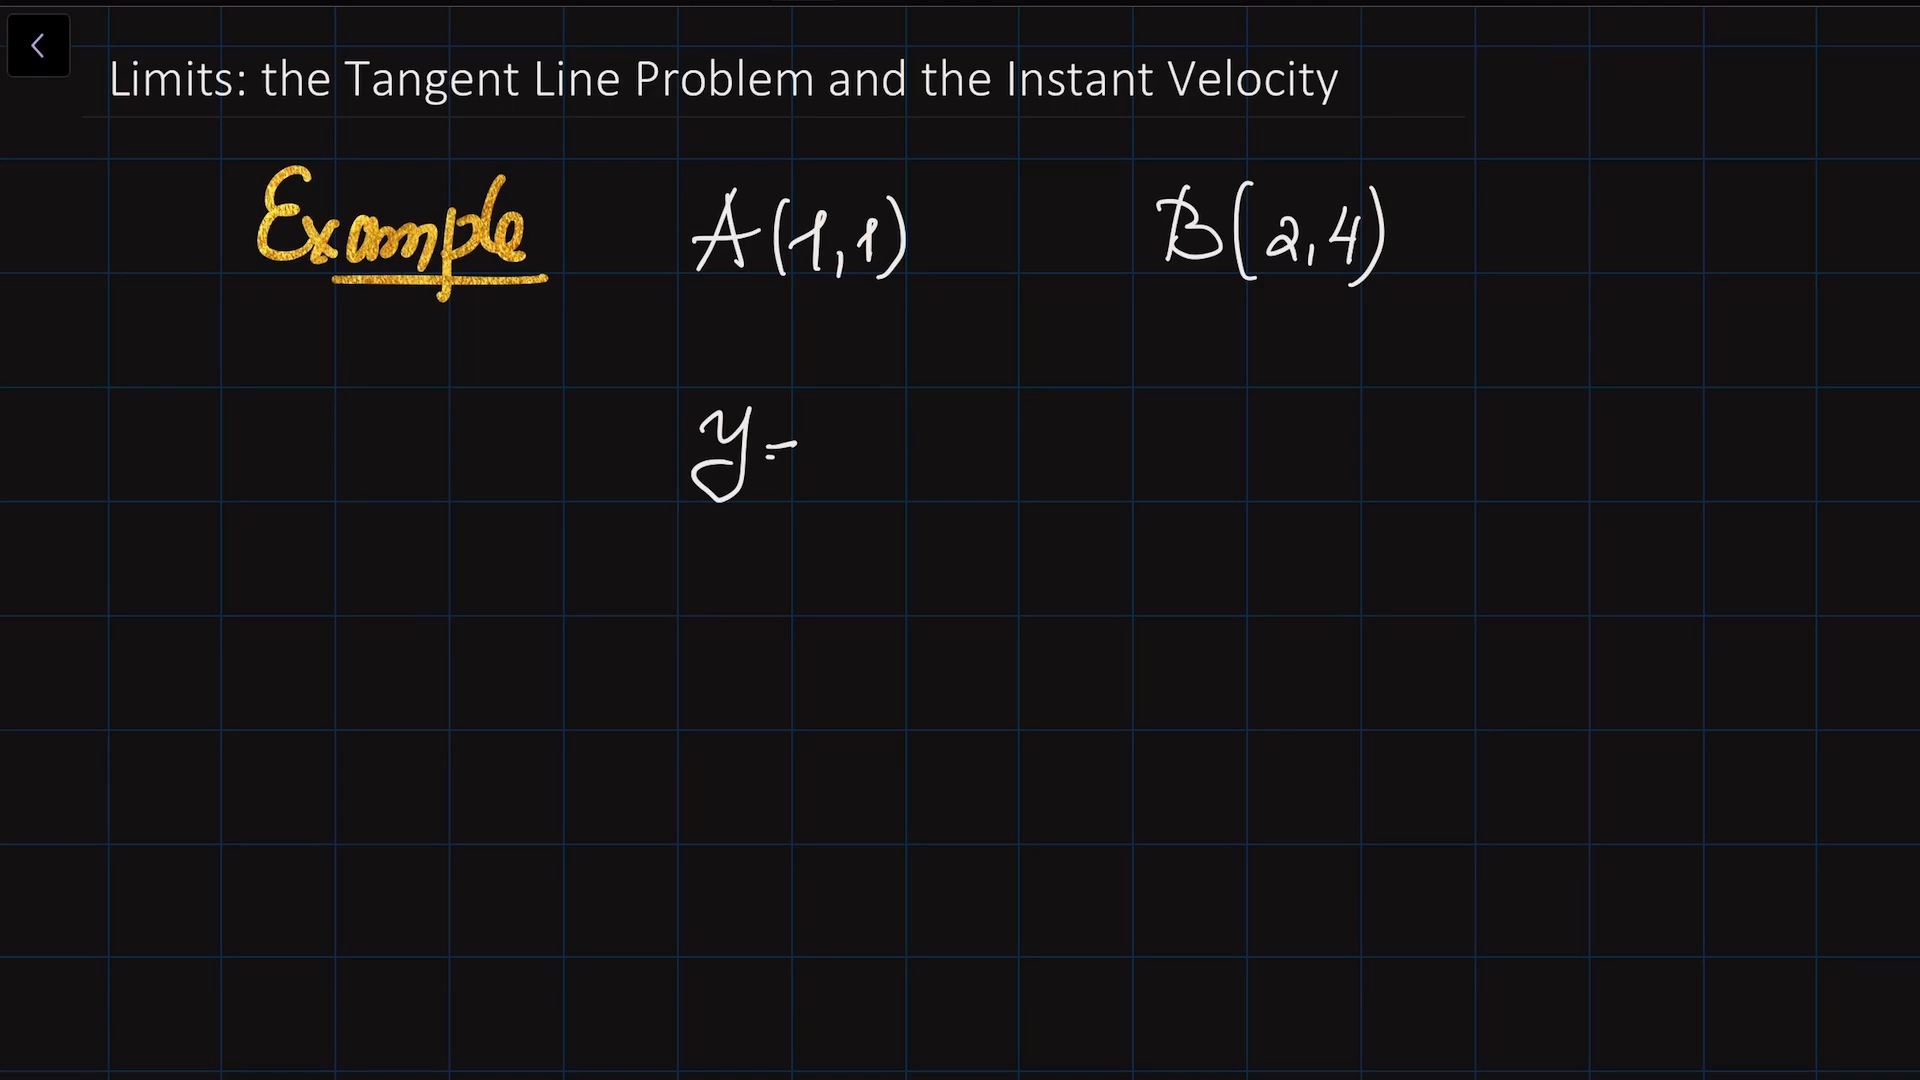 Limits: the Tangent Line Problem and the Instant Velocity
Example A(1,1) B(2,4)
y=